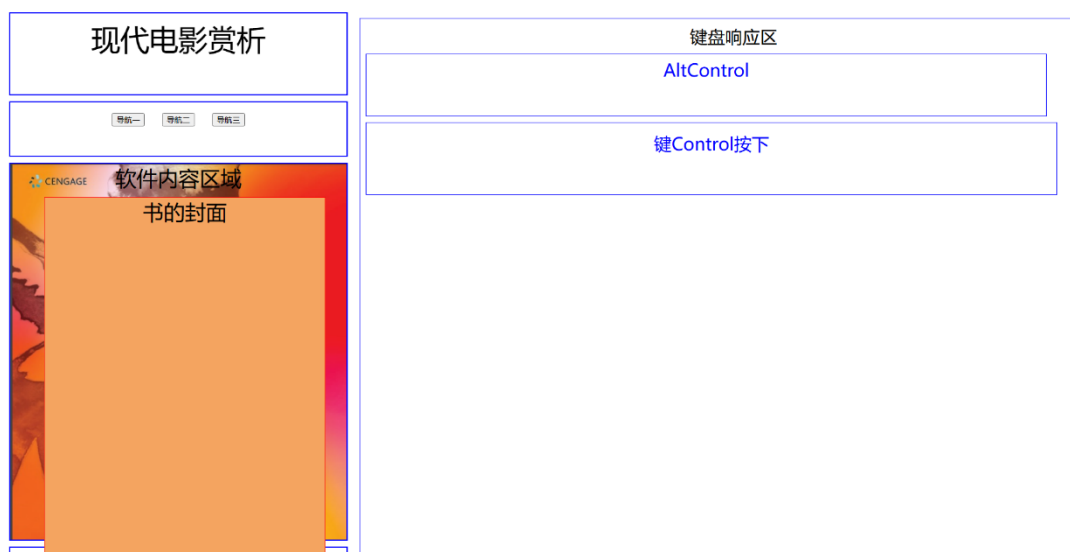 现代电影赏析
导航一 导航二 导航三
CENGAGE
软件内容区域
书的封面
键盘响应区
AltControl
键Control按下